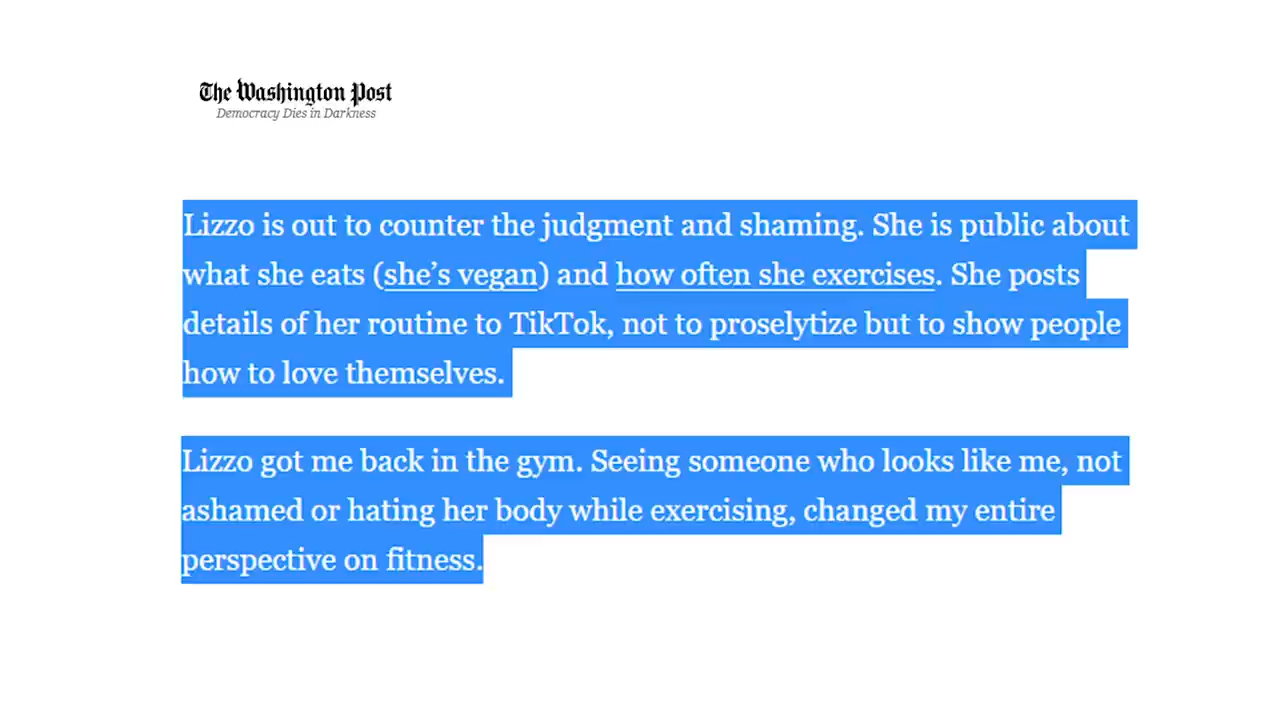 The Washington Post
Democracy Dies in Darkness
Lizzo is out to counter the judgment and shaming. She is public about
what she eats (she’s vegan) and how often she exercises. She posts
details of her routine to TikTok, not to proselytize but to show people
how to love themselves.
Lizzo got me back in the gym. Seeing someone who looks like me, not
ashamed or hating her body while exercising, changed my entire
perspective on fitness.